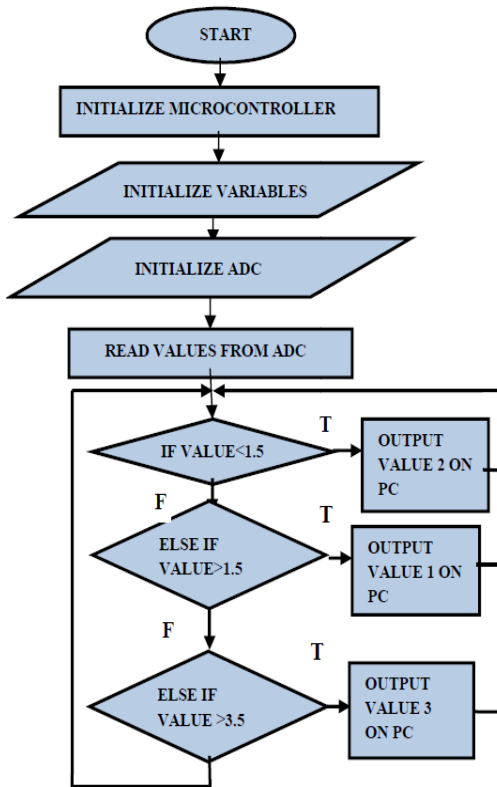 START
INITIALIZE MICROCONTROLLER
INITIALIZE VARIABLES
INITIALIZE ADC
READ VALUES FROM ADC
IF VALUE<1.5
T
OUTPUT
VALUE 2 ON
PC
F
ELSE IF
VALUE>1.5
T
OUTPUT
VALUE 1 ON
PC
F
ELSE IF
VALUE >3.5
T
OUTPUT
VALUE 3
ON PC